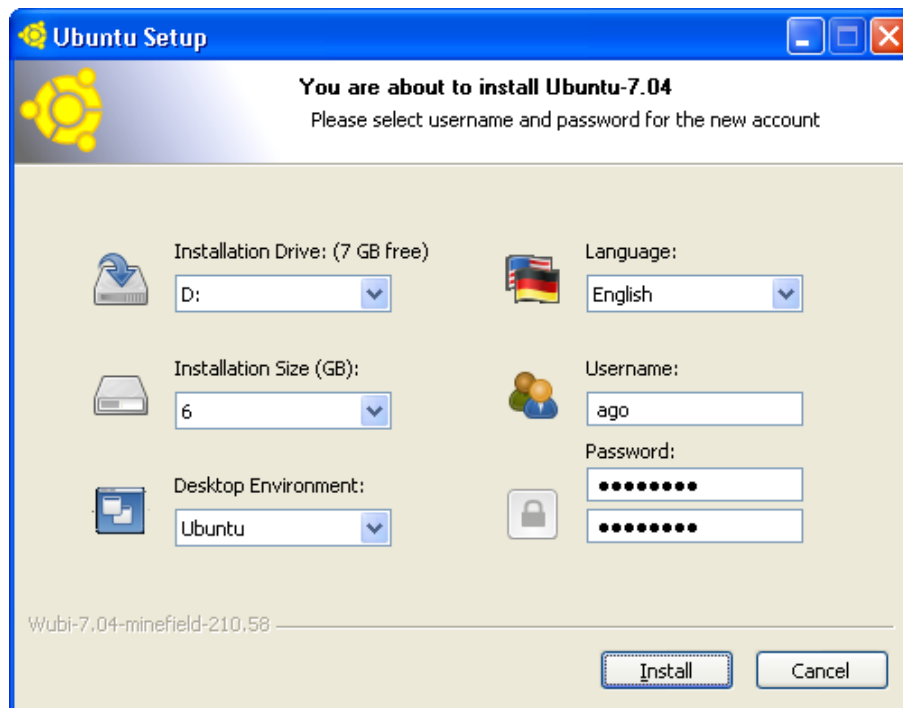 Ubuntu Setup
You are about to install Ubuntu-7.04
Please select username and password for the new account
Installation Drive: (7 GB free)
D:
Installation Size (GB):
6
Desktop Environment:
Ubuntu
Language:
English
Username:
ago
Password:
●●●●●●●●
●●●●●●●●
Wubi-7.04-minefield-210.58
Install
Cancel